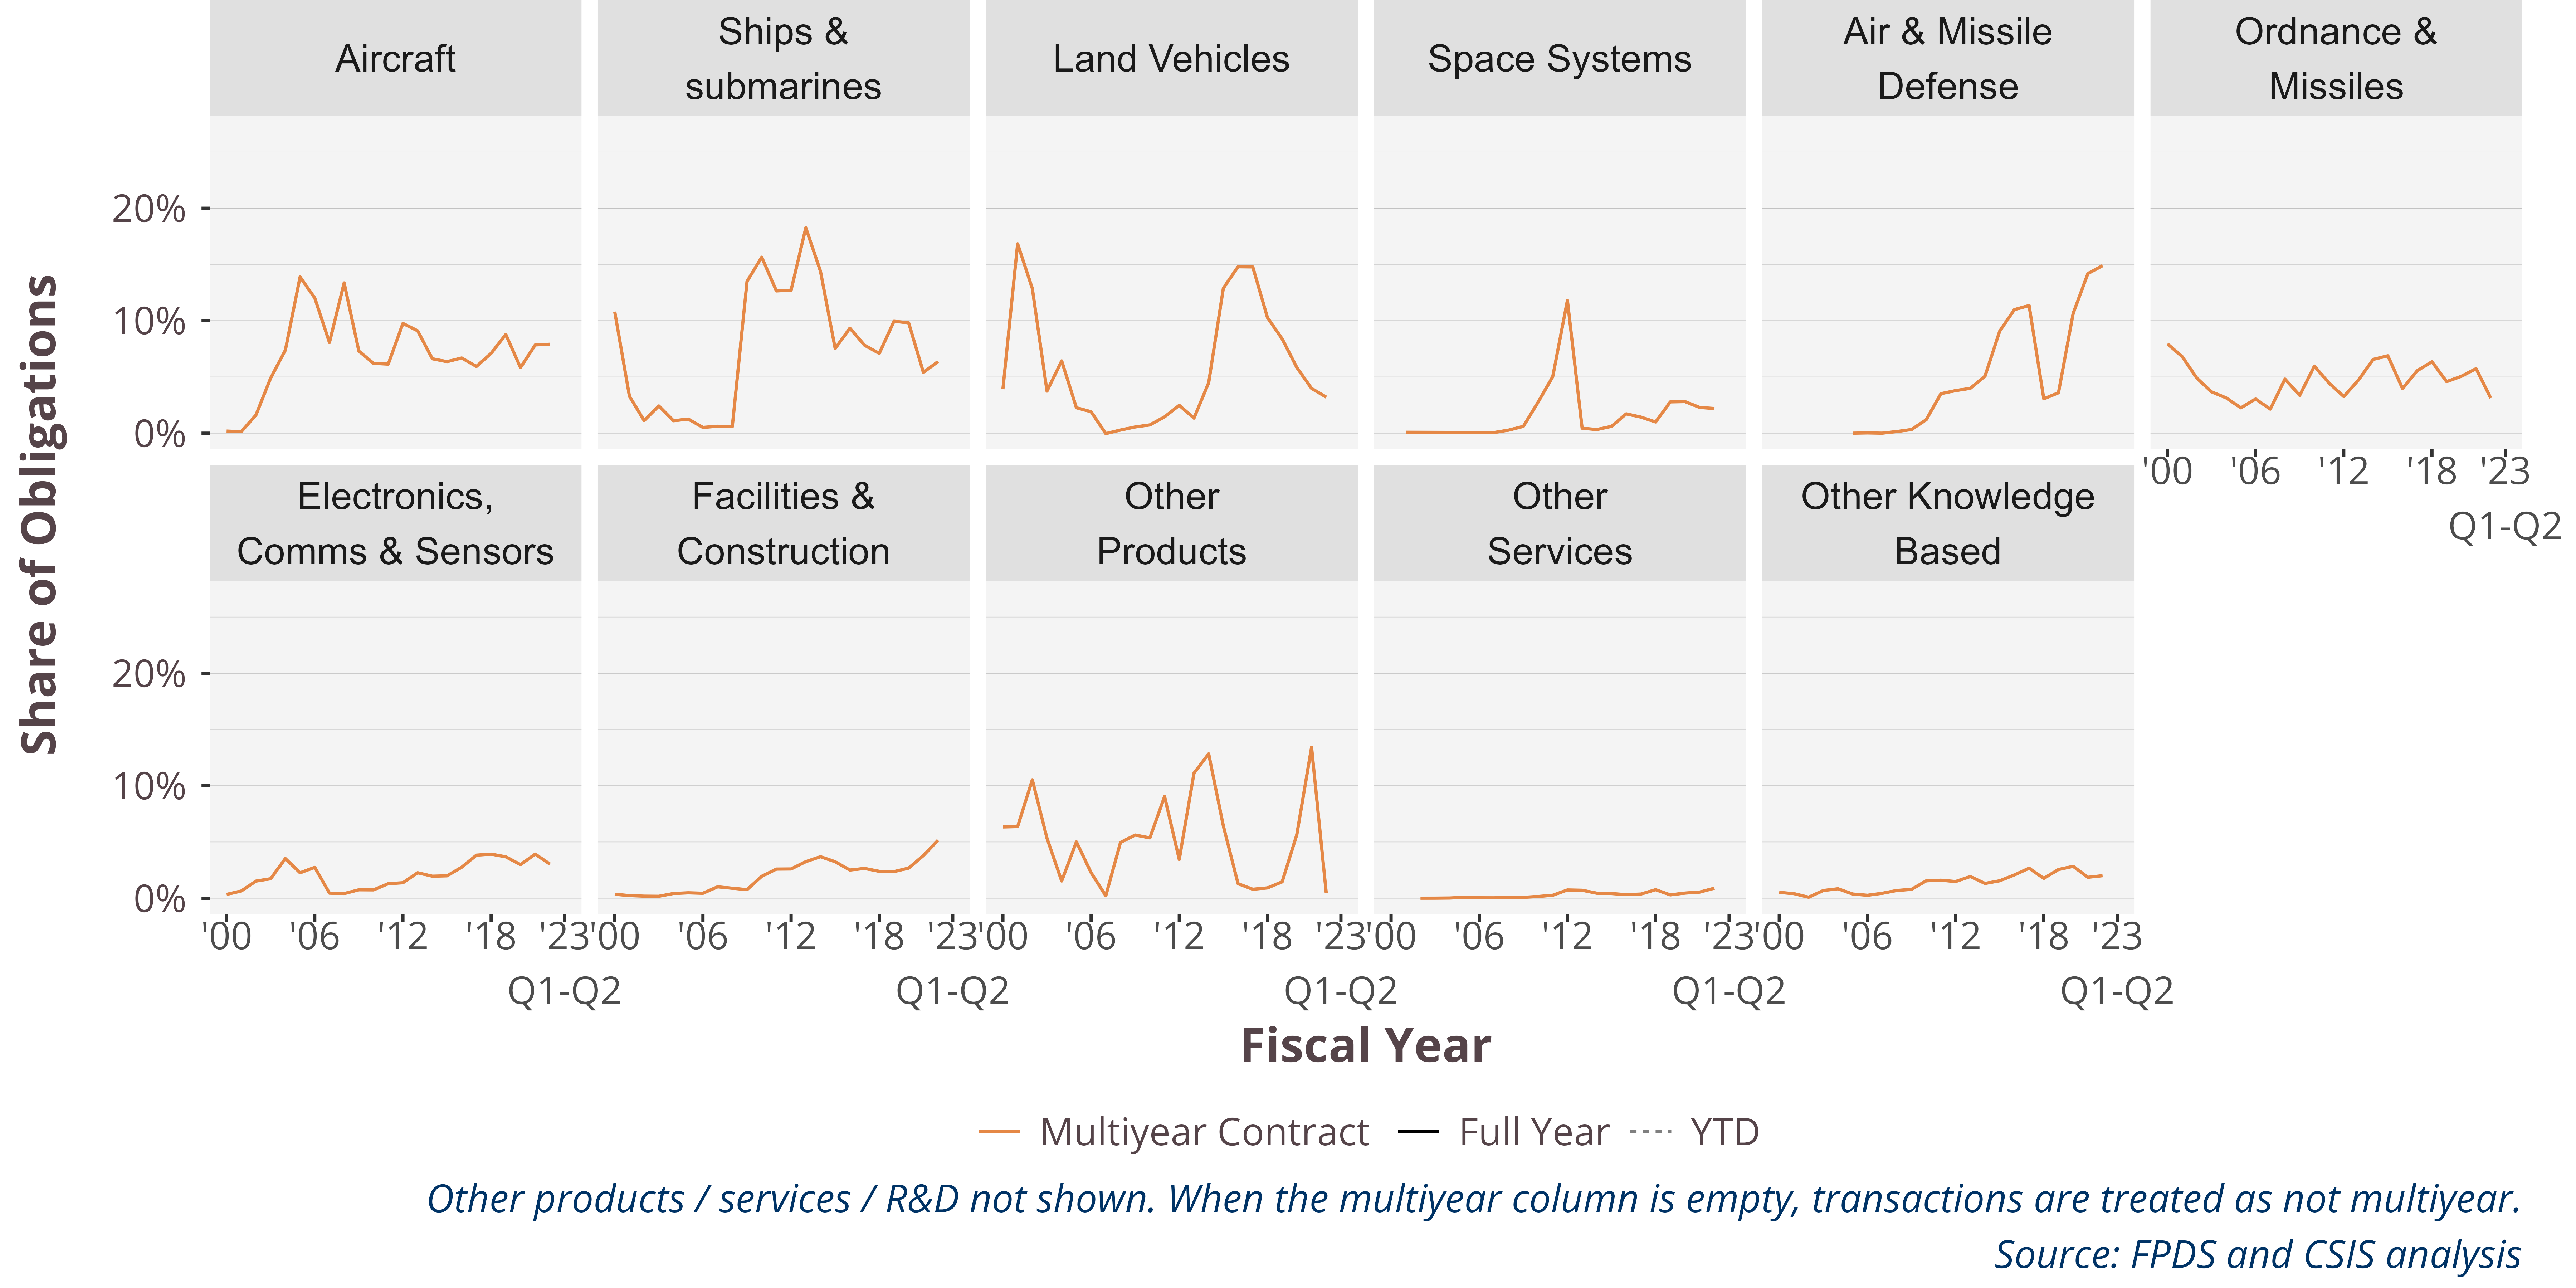 Aircraft
Ships &
submarines
Land Vehicles
Space Systems
Air & Missile
Defense
Ordnance &
Missiles
20%
10%
0%
'00 '06 '12 '18 '23
Q1-Q2
Electronics,
Comms & Sensors
Facilities &
Construction
Other
Products
Other
Services
Other Knowledge
Based
20%
10%
0%
'00 '06 '12 '18 '23
Q1-Q2
'00 '06 '12 '18 '23
Q1-Q2
'00 '06 '12 '18 '23
Q1-Q2
'00 '06 '12 '18 '23
Q1-Q2
'00 '06 '12 '18 '23
Q1-Q2
Share of Obligations
Fiscal Year
Multiyear Contract Full Year YTD
Other products / services / R&D not shown. When the multiyear column is empty, transactions are treated as not multiyear.
Source: FPDS and CSIS analysis